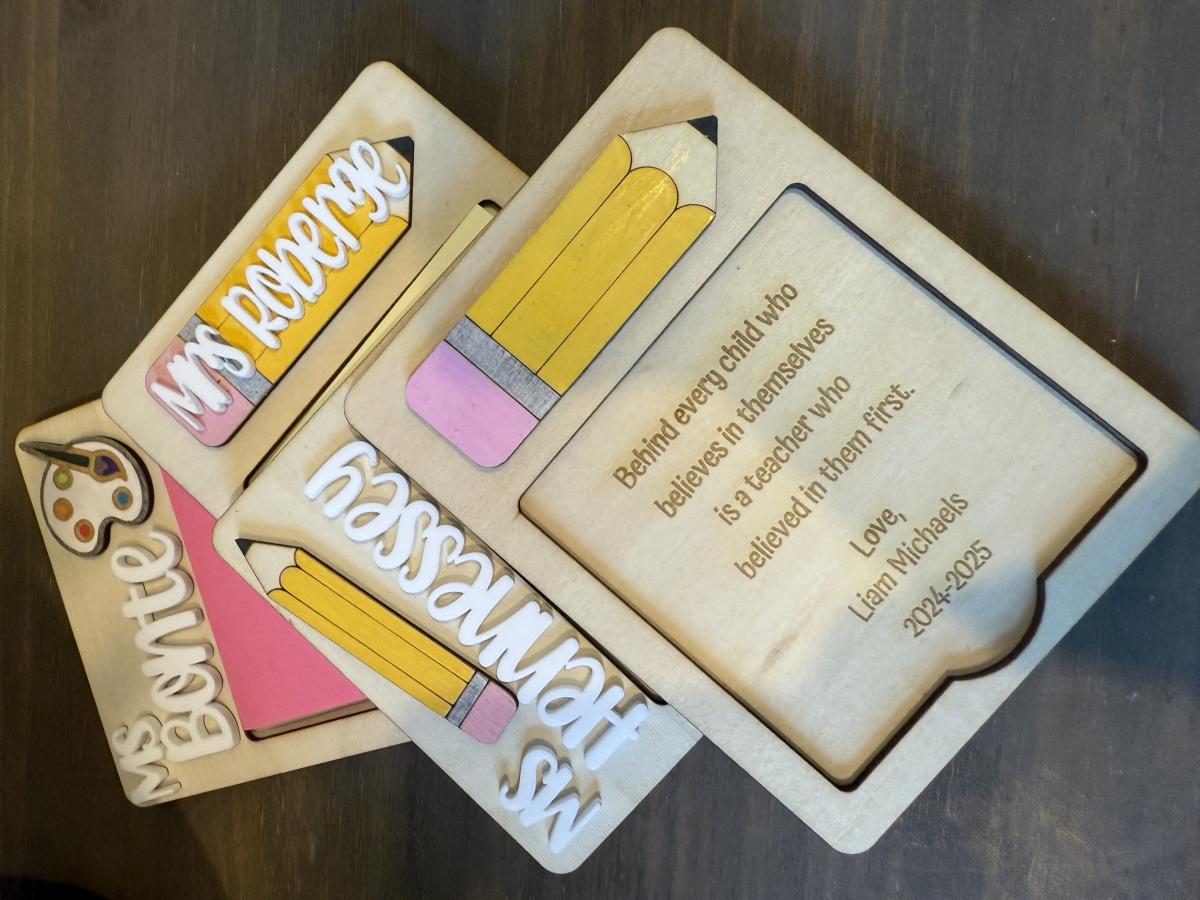 Mrs Roberge
Ms
Bonte
Ms
Hennessey
Behind every child who
believes in themselves
is a teacher who
believed in them first.
Love,
Liam Michaels
2024-2025